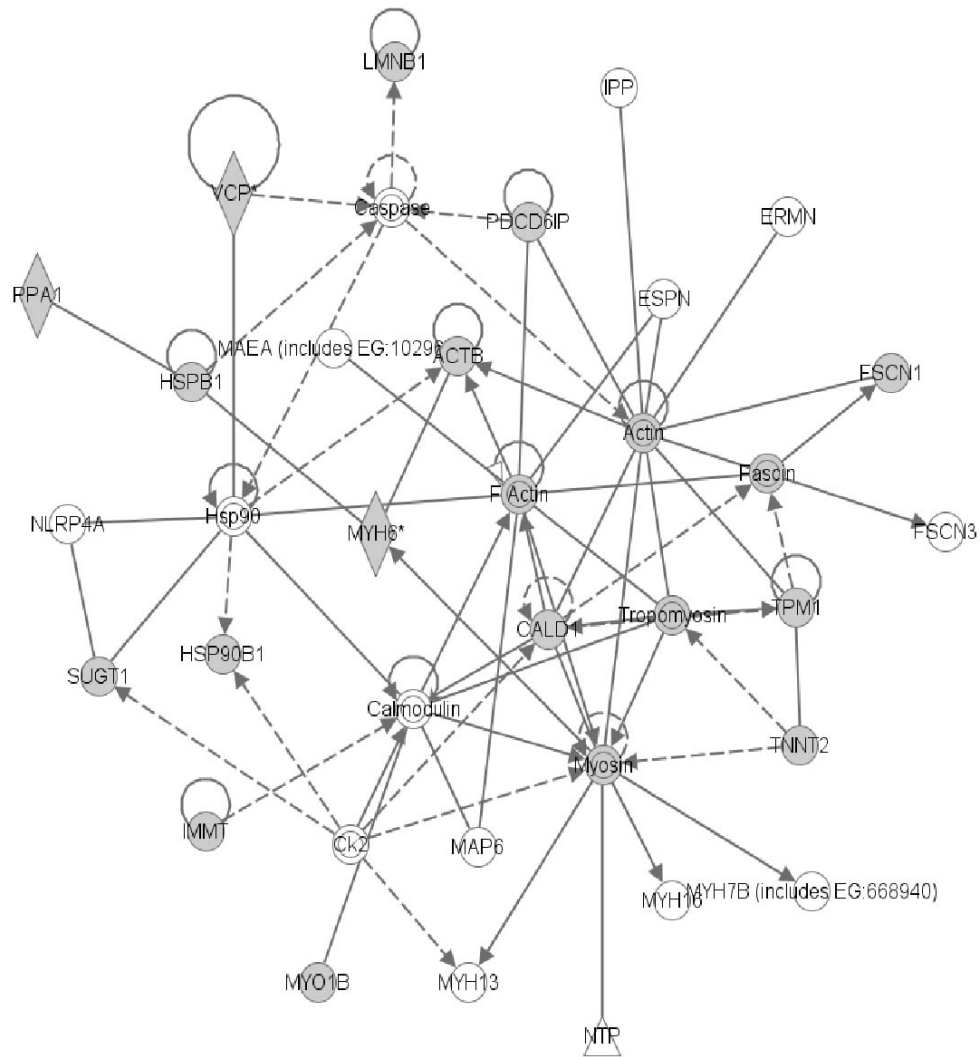 LMNB1
IPP
VCP*
Caspase
PDCD6IP
ERMN
PPA1
ESPN
MAEA (includes EG:10296
ACTB
HSPB1
FSCN1
Actin
Fascin
F Actin
NLRP4A
Hsp90
MYH6*
FSCN3
TPM1
Tropomyosin
CALD1
HSP90B1
SUGT1
Calmodulin
TNNT2
Myosin
IMMT
Ck2
MAP6
MYH7B (includes EG:668940)
MYH16
MYO1B
MYH13
NTP